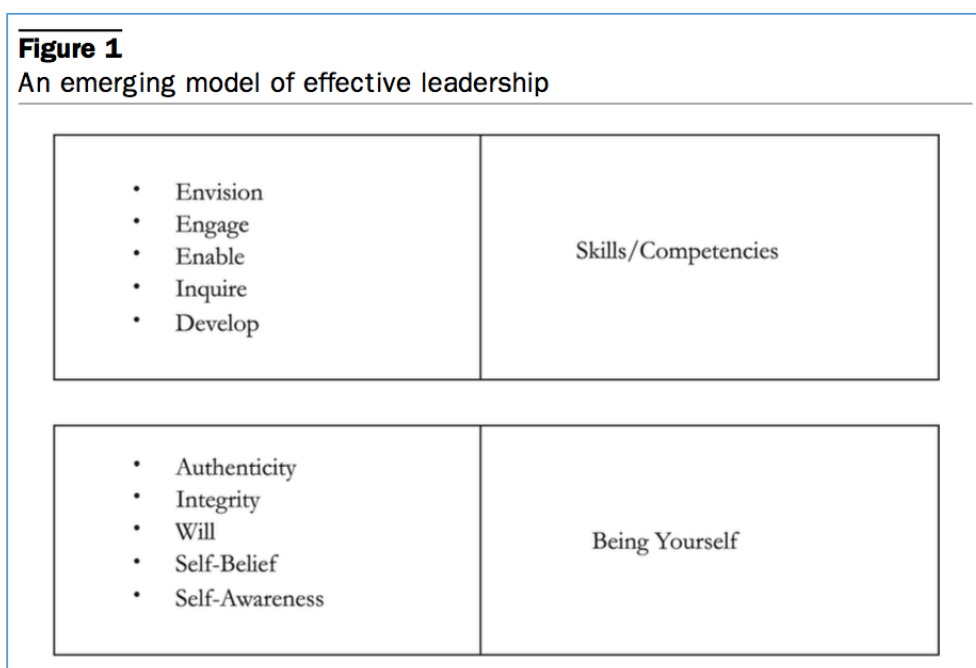 Figure 1
An emerging model of effective leadership
• Envision
• Engage
• Enable
• Inquire
• Develop
Skills/Competencies
• Authenticity
• Integrity
• Will
• Self-Belief
• Self-Awareness
Being Yourself